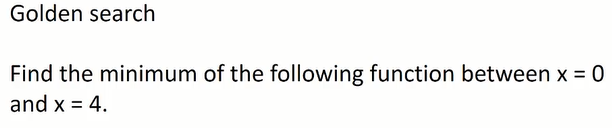 Golden search
Find the minimum of the following function between x = 0
and x = 4.